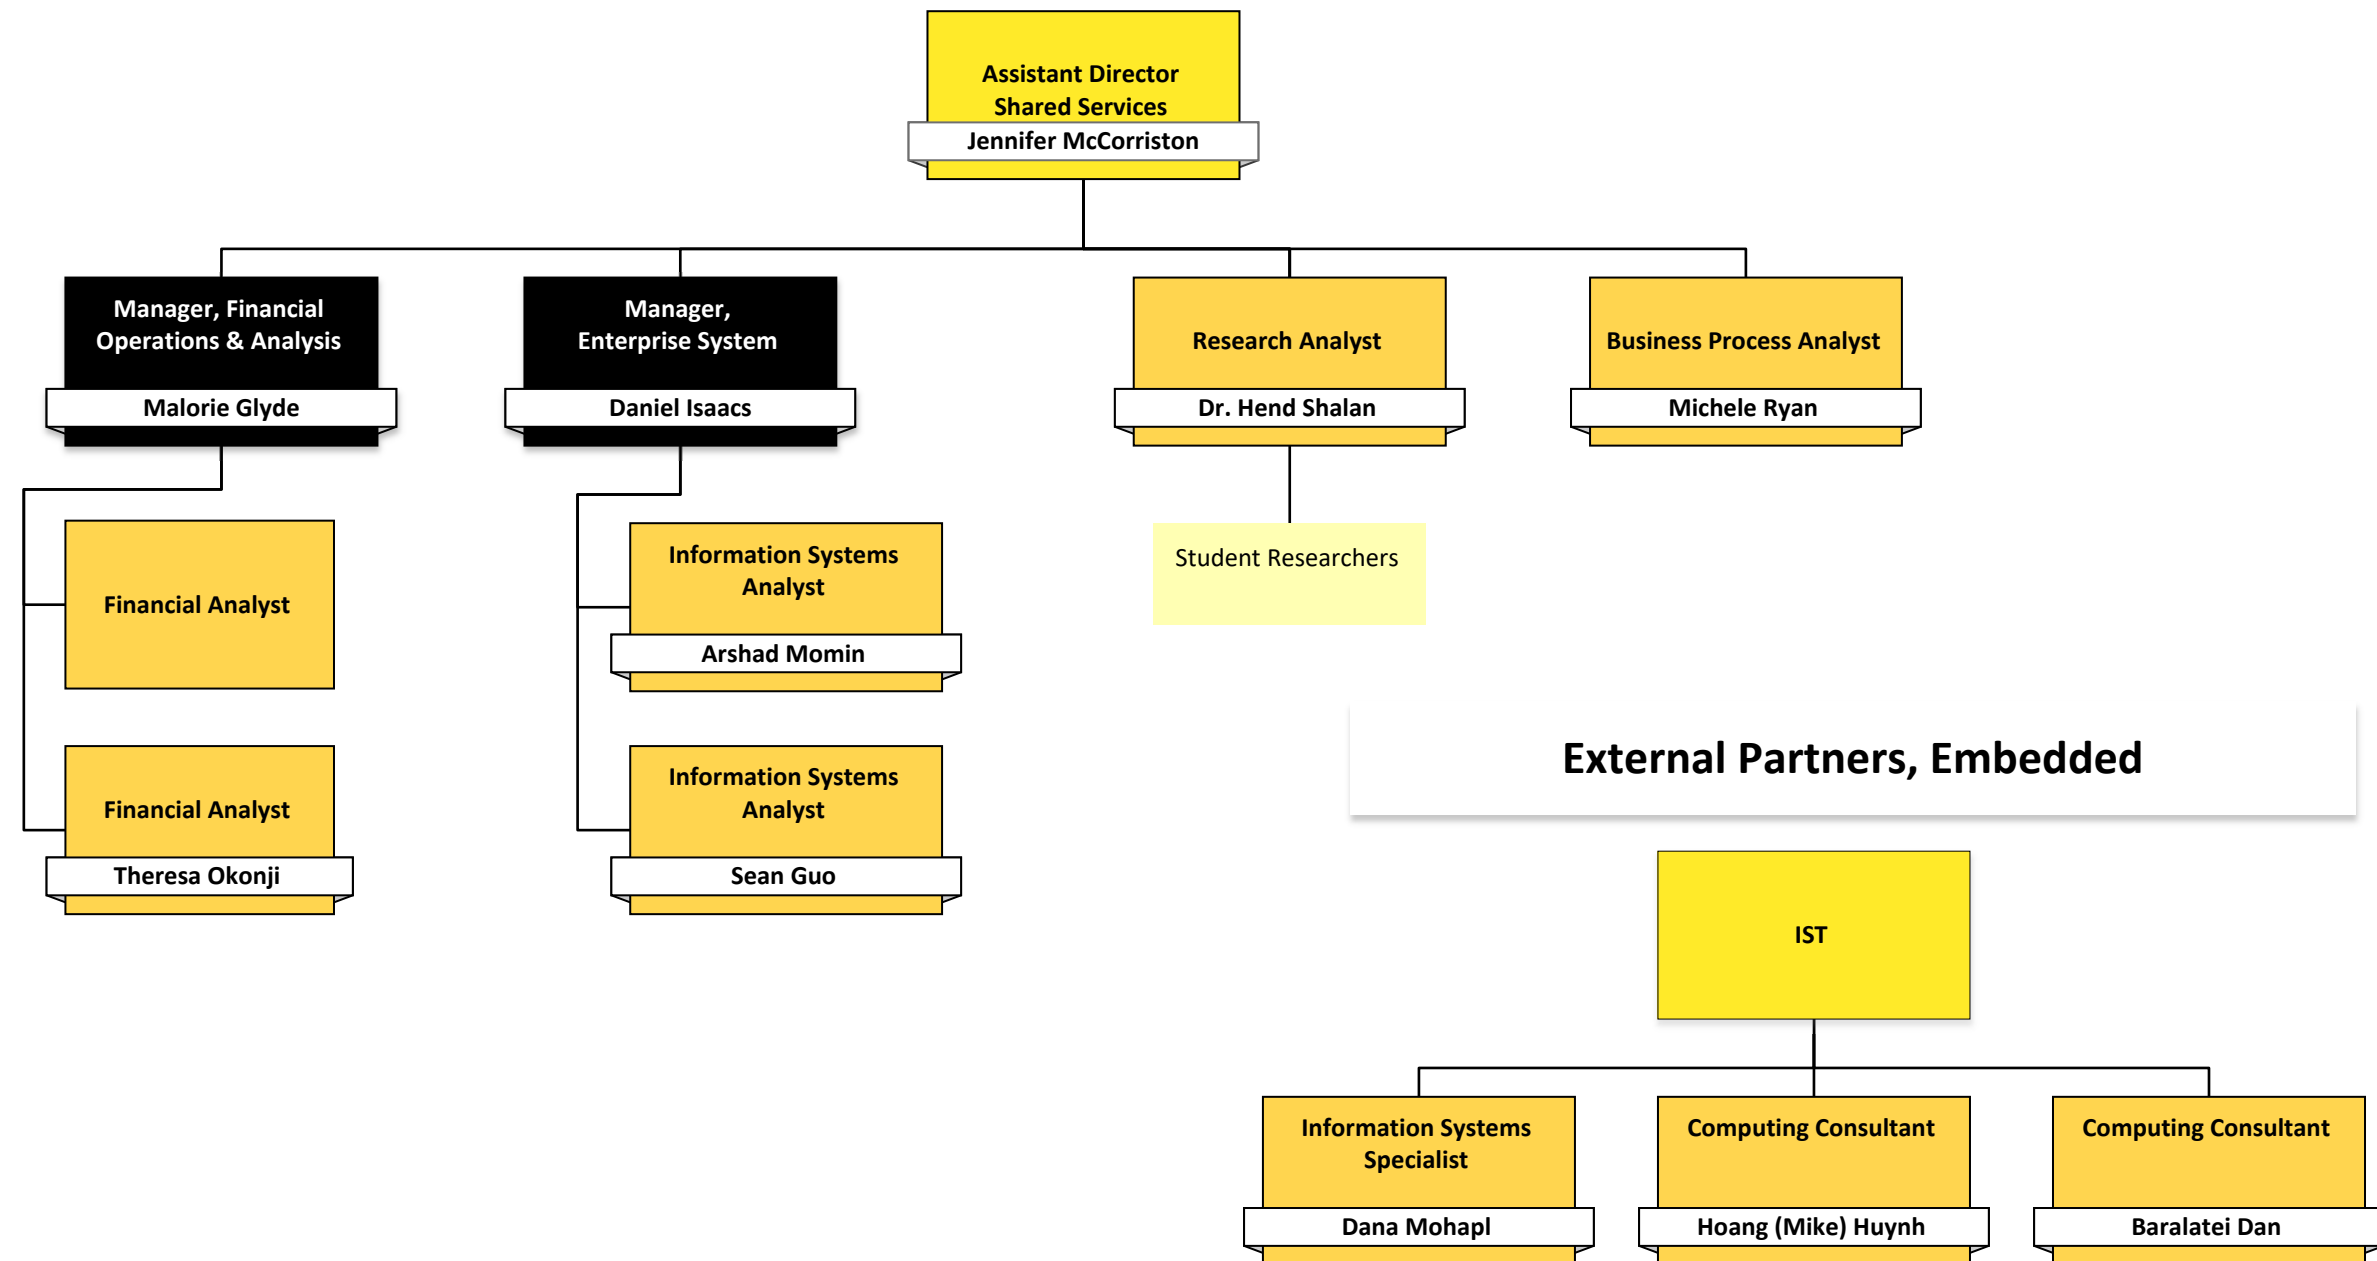 Assistant Director
Shared Services
Jennifer McCorriston
Manager, Financial
Operations & Analysis
Malorie Glyde
Manager,
Enterprise System
Daniel Isaacs
Research Analyst
Dr. Hend Shalan
Business Process Analyst
Michele Ryan
Financial Analyst
Financial Analyst
Theresa Okonji
Information Systems
Analyst
Arshad Momin
Information Systems
Analyst
Sean Guo
Student Researchers
External Partners, Embedded
IST
Information Systems
Specialist
Dana Mohapl
Computing Consultant
Hoang (Mike) Huynh
Computing Consultant
Baralatei Dan